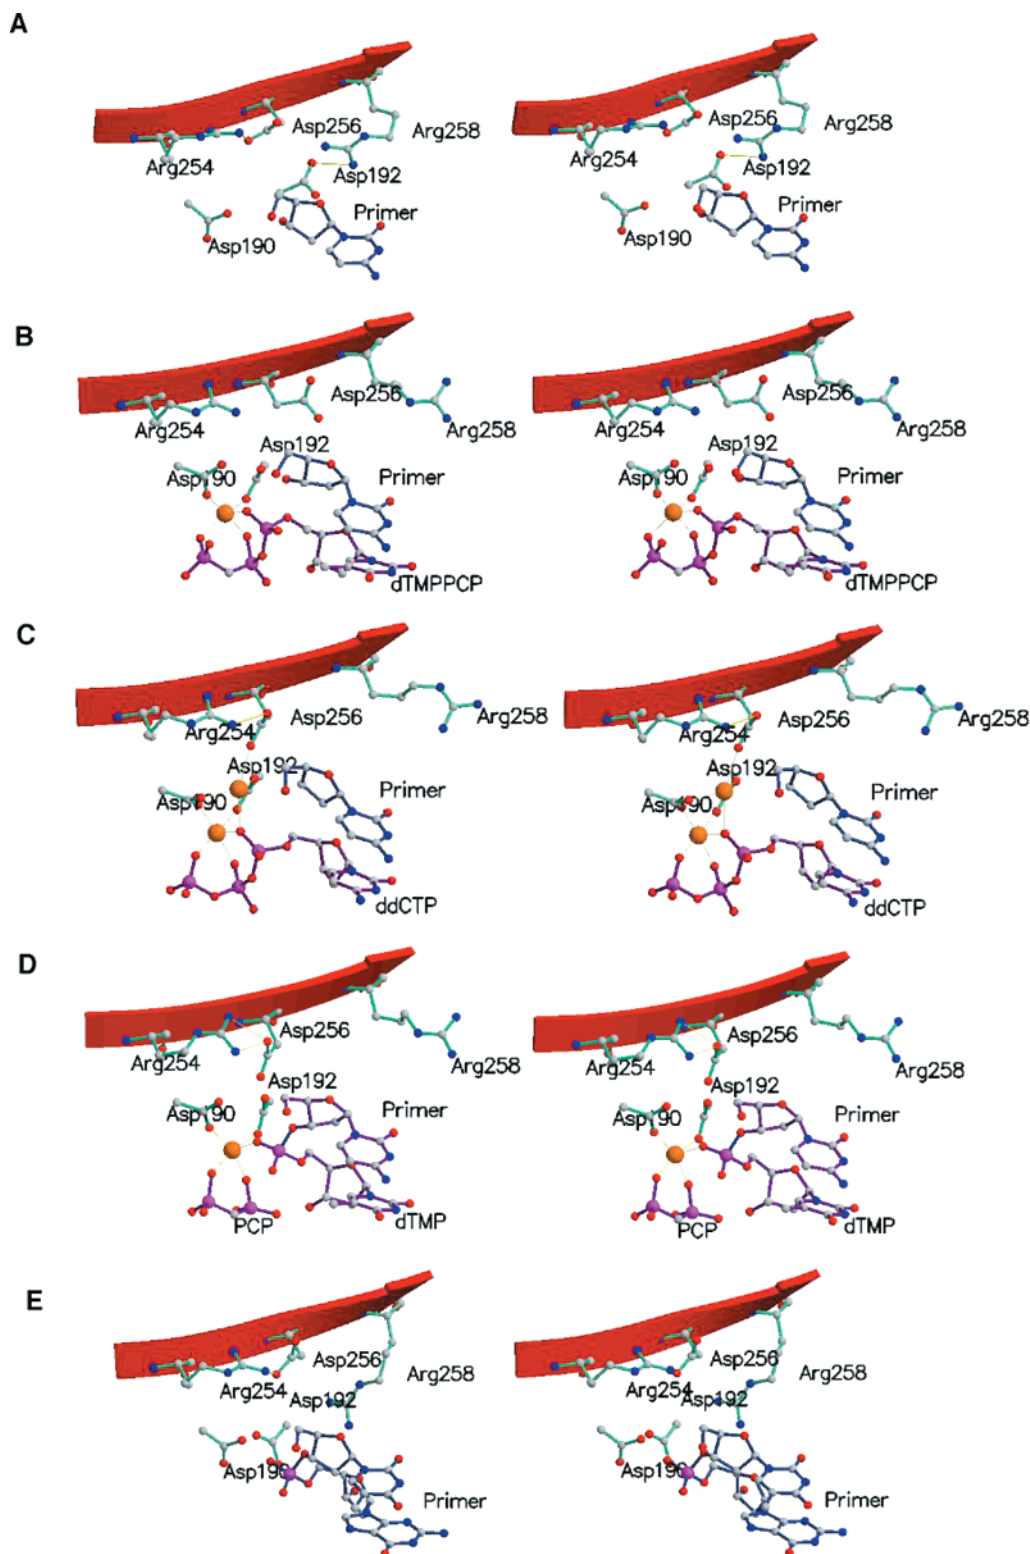 A
Asp256 Asp256
Arg258 Arg258
Arg254 Arg254
Asp192 Asp192
Primer Primer
Asp190 Asp190
B
Asp256 Asp256
Arg254 Arg258 Arg254 Arg258
Asp192 Asp192
Asp190 Primer Asp190 Primer
dTMPPCP dTMPPCP
C
Asp256 Arg258 Asp256 Arg258
Arg254 Arg254
Asp192 Asp192
Asp190 Primer Asp190 Primer
ddCTP ddCTP
D
Asp256 Asp256
Arg254 Arg258 Arg254 Arg258
Asp192 Asp192
Asp190 Primer Asp190 Primer
PCP dTMP PCP dTMP
E
Asp256 Asp256
Arg258 Arg258
Arg254 Arg254
Asp192 Asp192
Primer Primer